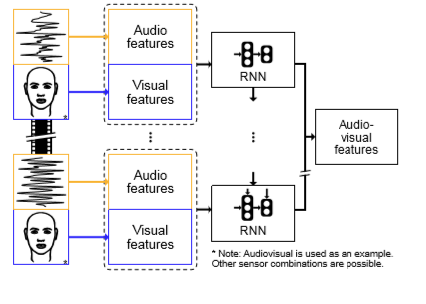 Audio
features
Visual
features
*
RNN
Audio-
visual
features
Audio
features
Visual
features
*
RNN
* Note: Audiovisual is used as an example.
Other sensor combinations are possible.